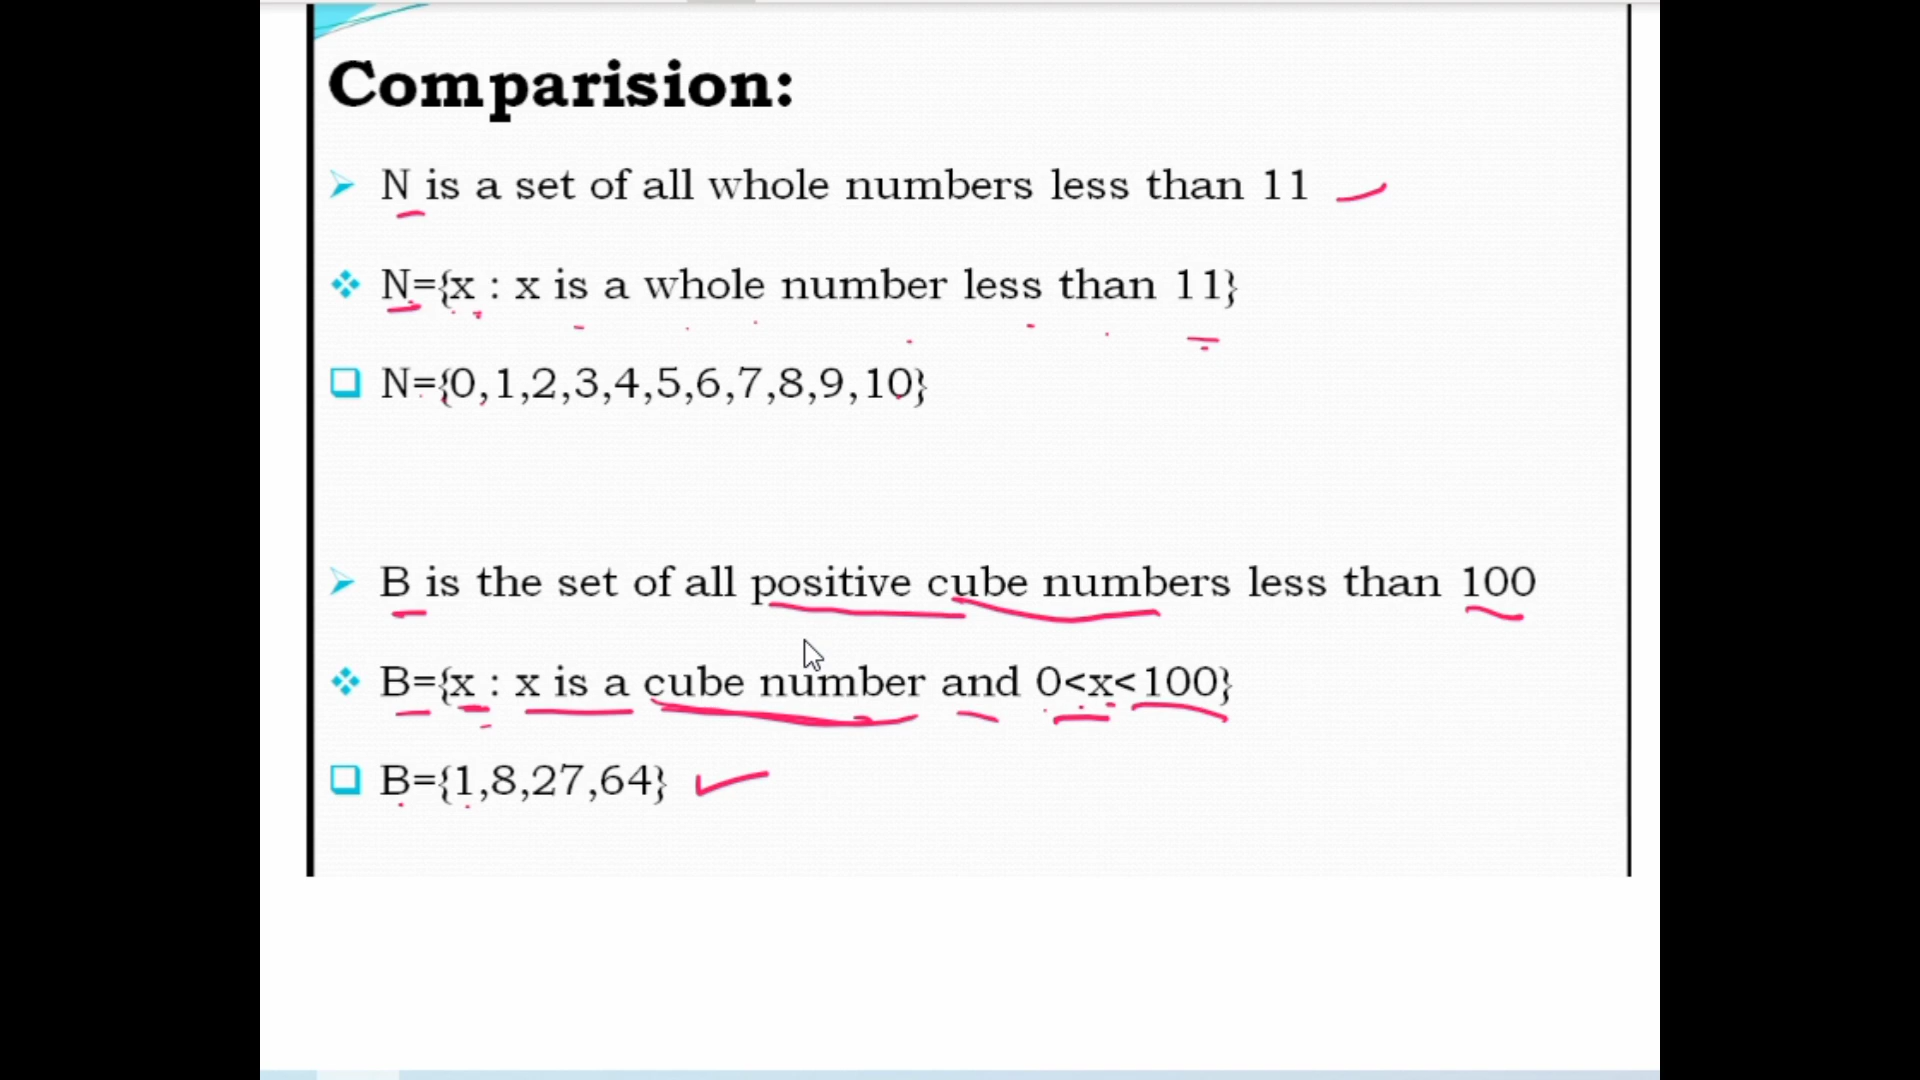 Comparision:
N is a set of all whole numbers less than 11
N={x : x is a whole number less than 11}
N={0,1,2,3,4,5,6,7,8,9,10}
B is the set of all positive cube numbers less than 100
B={x : x is a cube number and 0<x<100}
B={1,8,27,64}